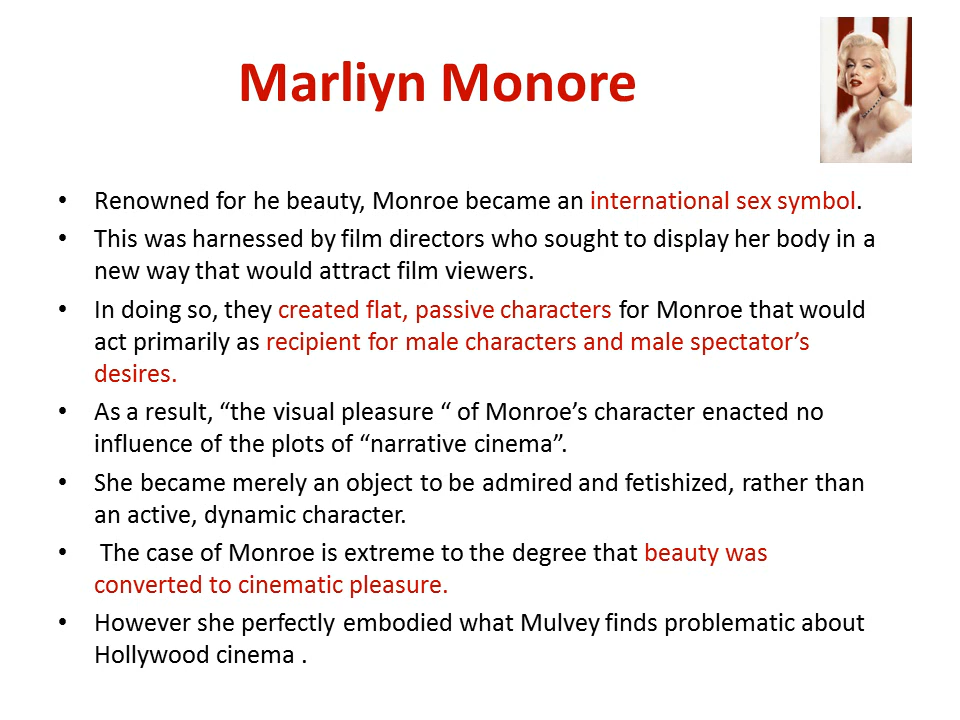 Marliyn Monore
• Renowned for he beauty, Monroe became an international sex symbol.
• This was harnessed by film directors who sought to display her body in a
new way that would attract film viewers.
• In doing so, they created flat, passive characters for Monroe that would
act primarily as recipient for male characters and male spectator’s
desires.
• As a result, “the visual pleasure “ of Monroe’s character enacted no
influence of the plots of “narrative cinema”.
• She became merely an object to be admired and fetishized, rather than
an active, dynamic character.
• The case of Monroe is extreme to the degree that beauty was
converted to cinematic pleasure.
• However she perfectly embodied what Mulvey finds problematic about
Hollywood cinema .